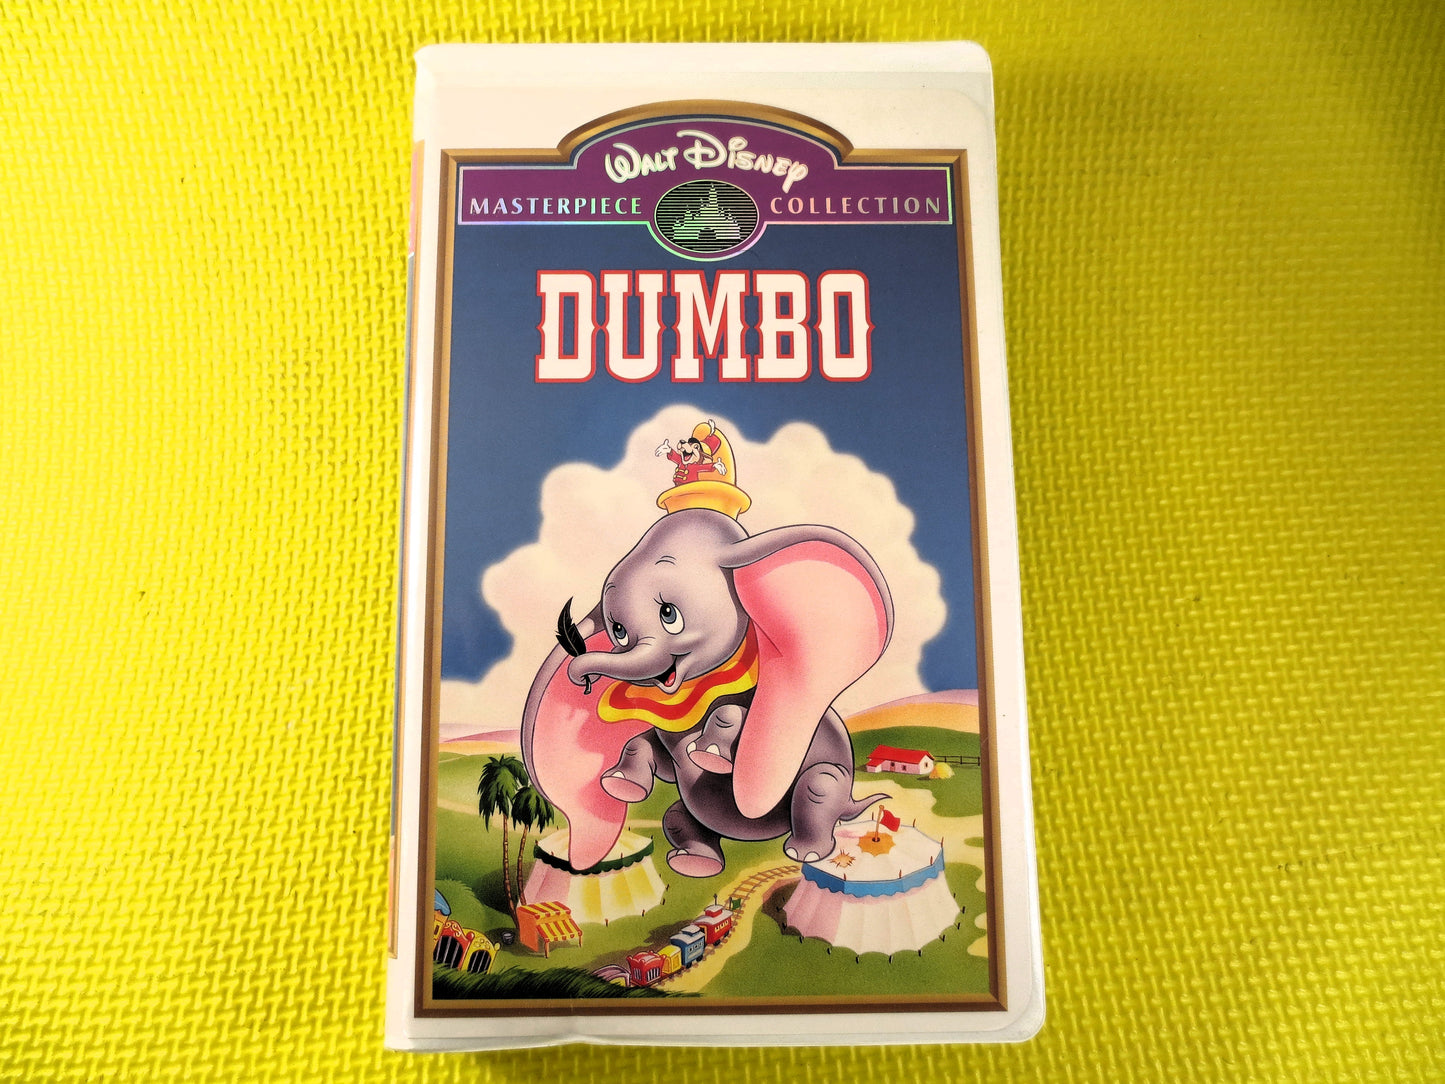 Walt Disney
MASTERPIECE COLLECTION
DUMBO